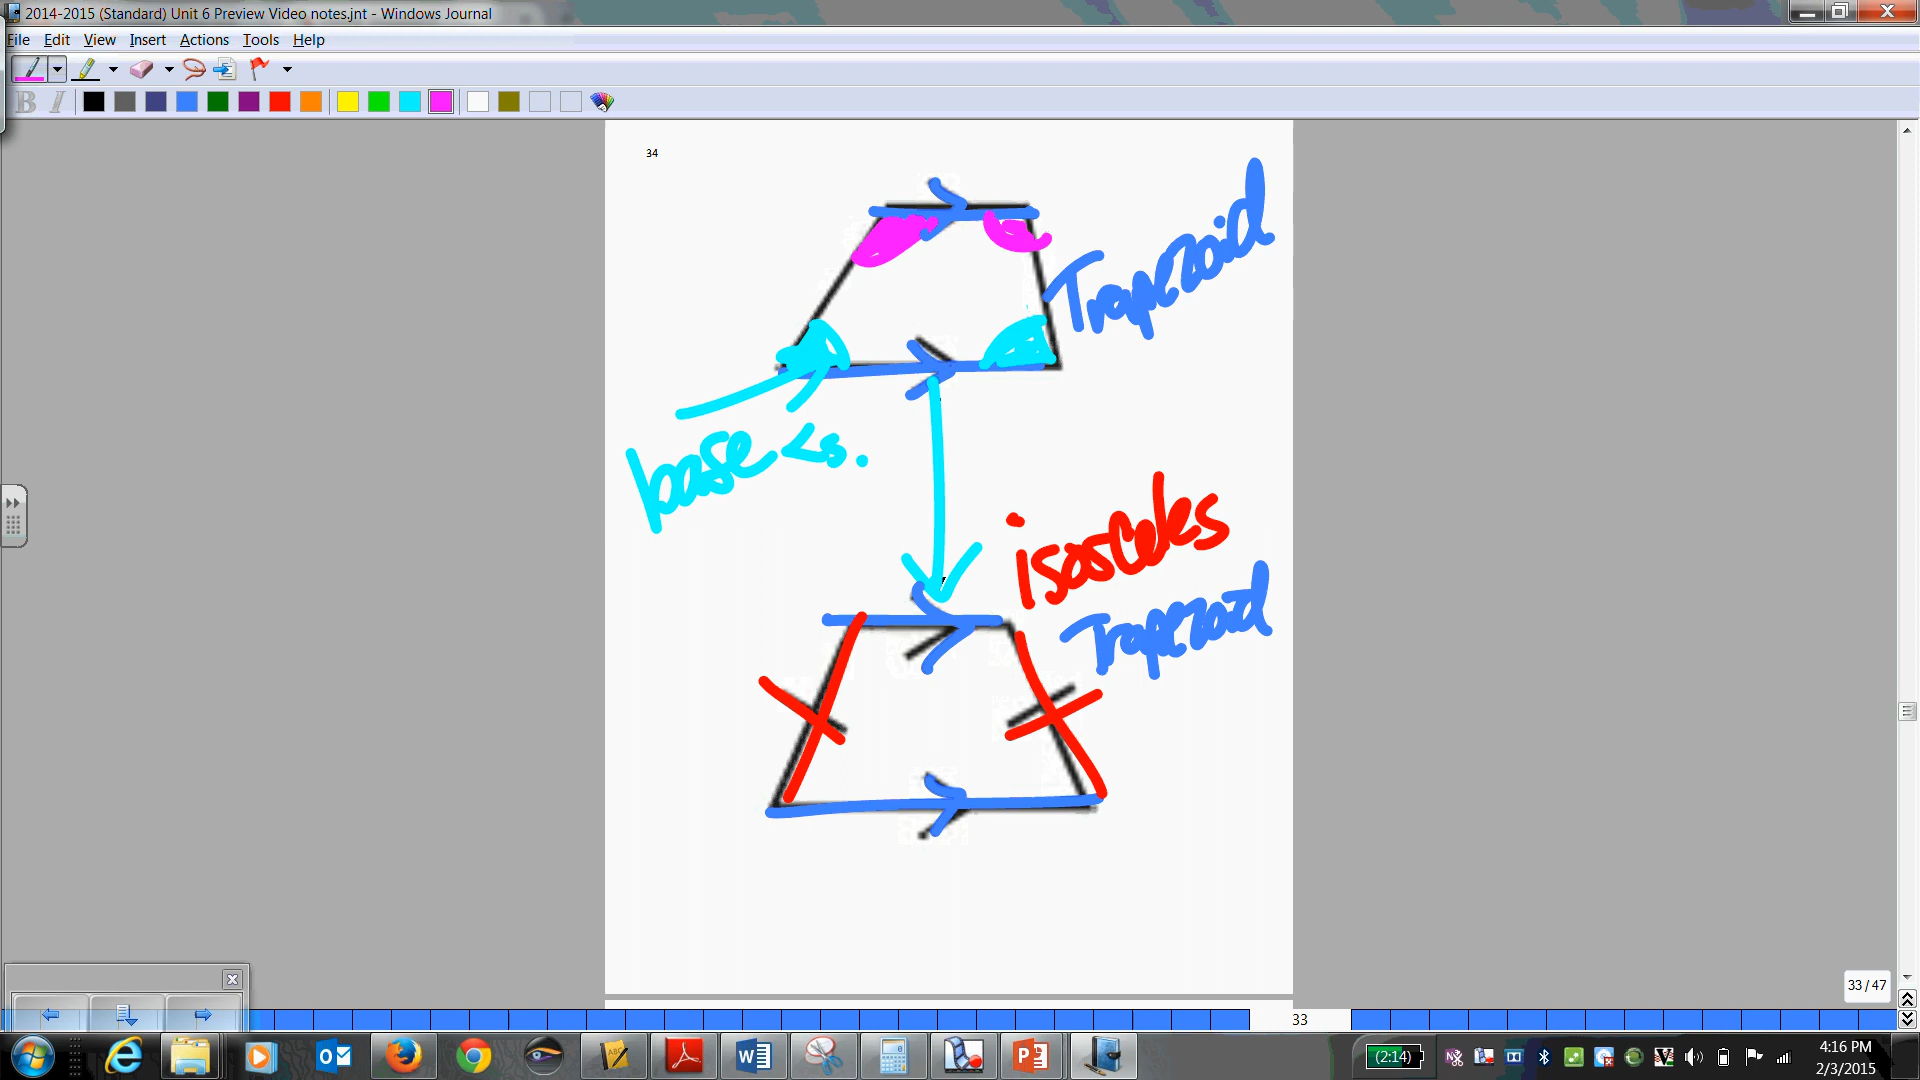 2014-2015 (Standard) Unit 6 Preview Video notes.jnt - Windows Journal
File Edit View Insert Actions Tools Help
B I
34
Trapezoid
base <s.
isosceles
Trapezoid
33 / 47
33
(2:14)
4:16 PM
2/3/2015